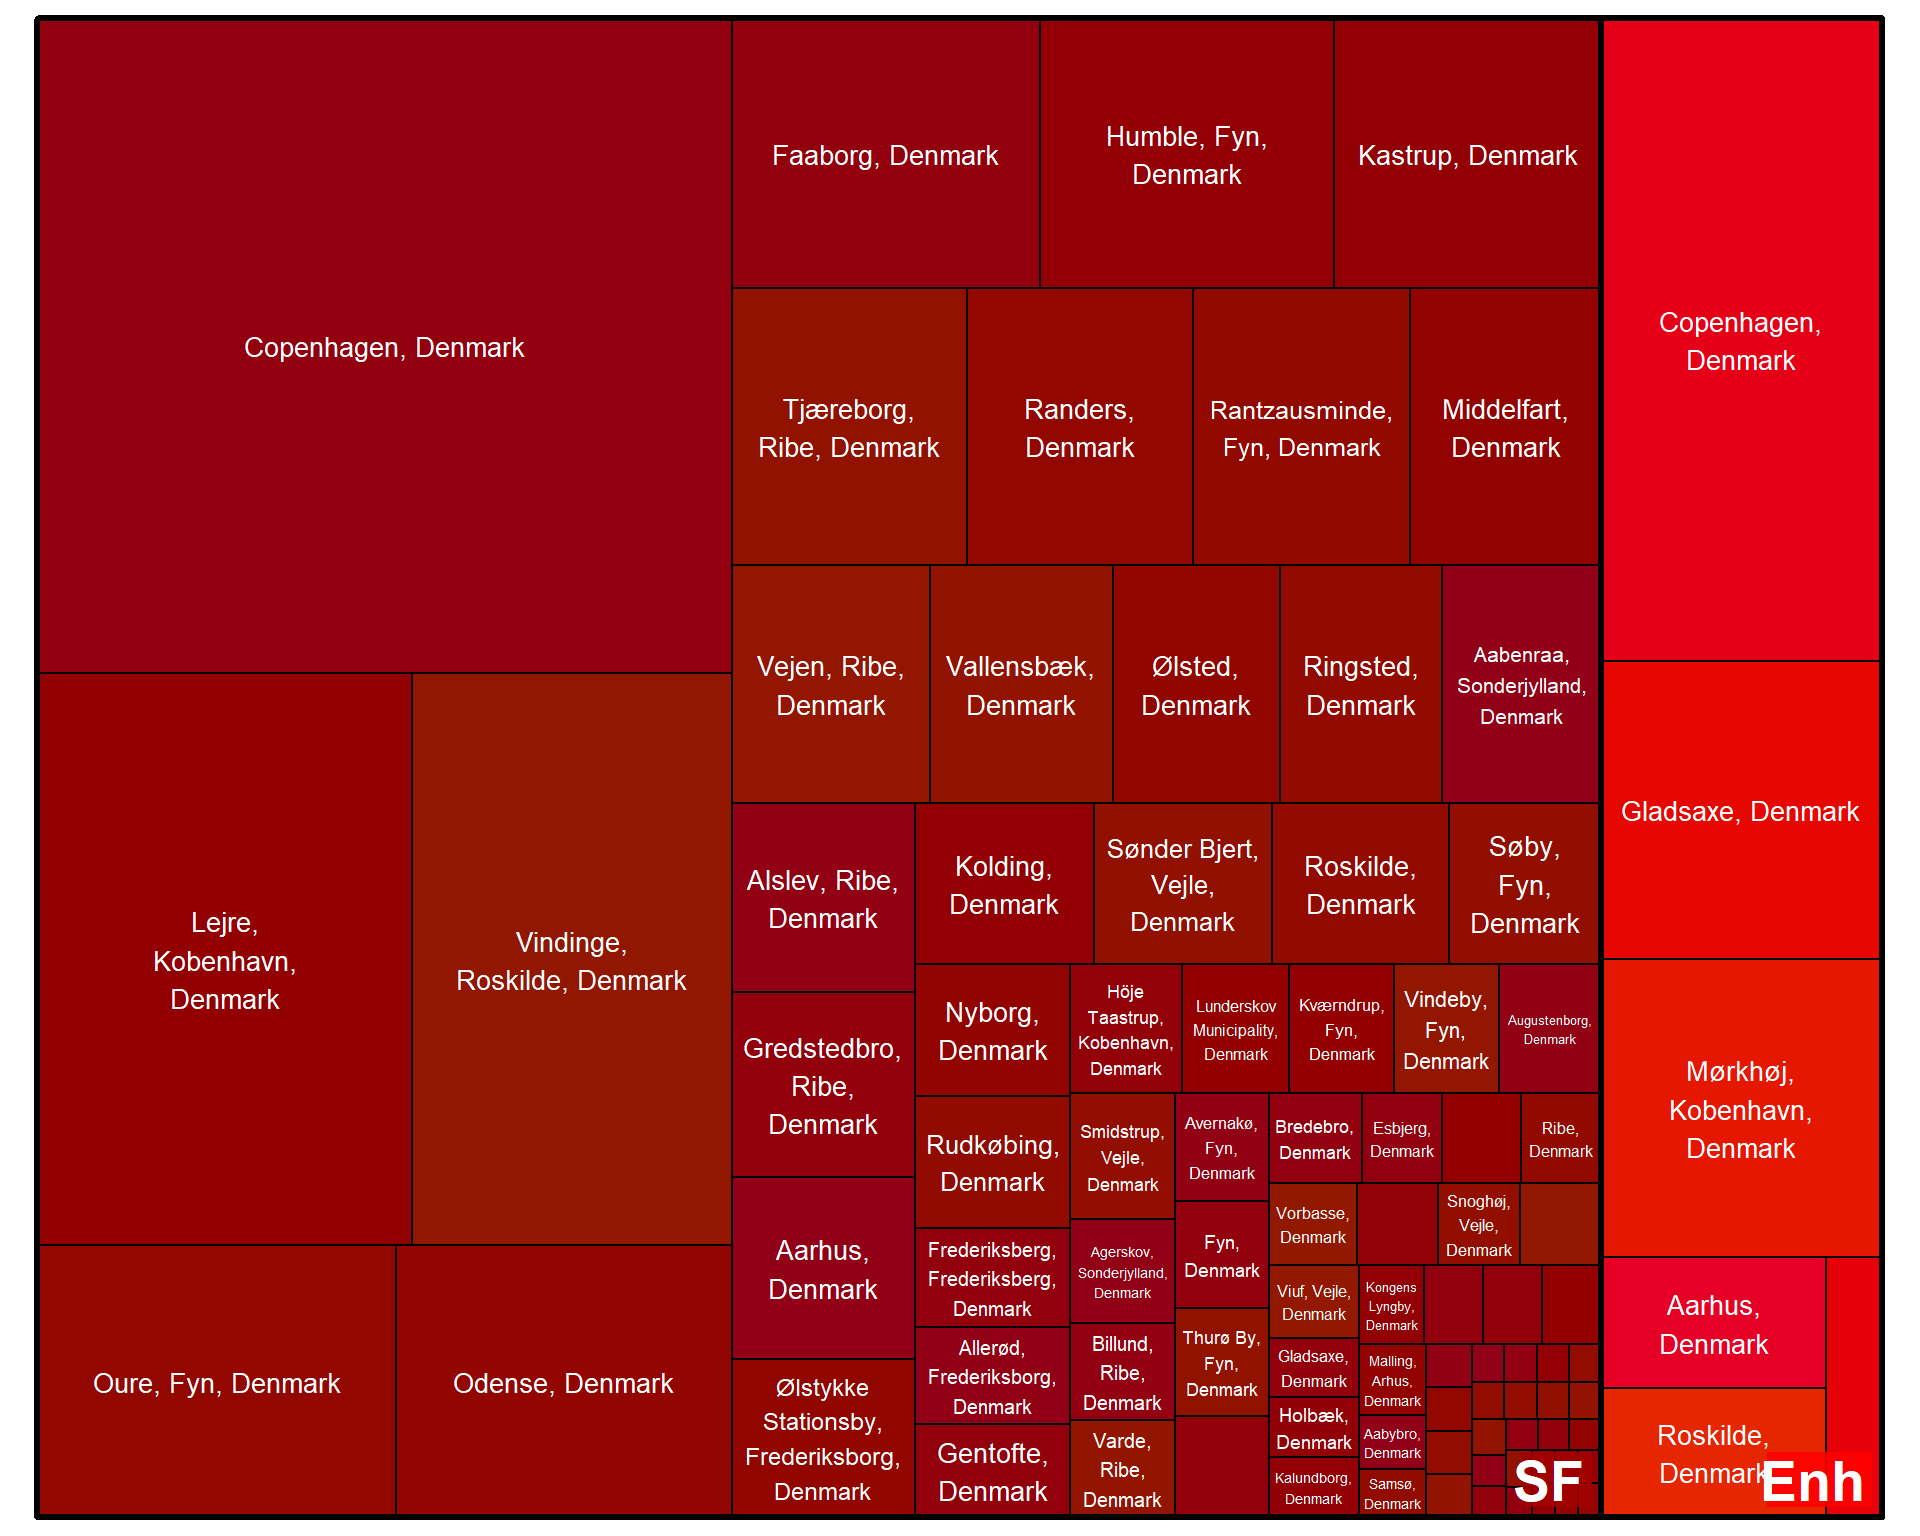 Copenhagen, Denmark
Faaborg, Denmark
Humble, Fyn,
Denmark
Kastrup, Denmark
Tjæreborg,
Ribe, Denmark
Randers,
Denmark
Rantzausminde,
Fyn, Denmark
Middelfart,
Denmark
Vejen, Ribe,
Denmark
Vallensbæk,
Denmark
Ølsted,
Denmark
Ringsted,
Denmark
Aabenraa,
Sonderjylland,
Denmark
Lejre,
Kobenhavn,
Denmark
Vindinge,
Roskilde, Denmark
Oure, Fyn, Denmark
Odense, Denmark
Alslev, Ribe,
Denmark
Kolding,
Denmark
Sønder Bjert,
Vejle,
Denmark
Roskilde,
Denmark
Søby,
Fyn,
Denmark
Gredstedbro,
Ribe,
Denmark
Aarhus,
Denmark
Ølstykke
Stationsby,
Frederiksborg,
Denmark
Nyborg,
Denmark
Rudkøbing,
Denmark
Frederiksberg,
Frederiksberg,
Denmark
Allerød,
Frederiksborg,
Denmark
Gentofte,
Denmark
Höje
Taastrup,
Kobenhavn,
Denmark
Lunderskov
Municipality,
Denmark
Kværndrup,
Fyn,
Denmark
Vindeby,
Fyn,
Denmark
Augustenborg,
Denmark
Smidstrup,
Vejle,
Denmark
Agerskov,
Sonderjylland,
Denmark
Billund,
Ribe,
Denmark
Varde,
Ribe,
Denmark
Avernakø,
Fyn,
Denmark
Fyn,
Denmark
Thurø By,
Fyn,
Denmark
Bredebro,
Denmark
Esbjerg,
Denmark
Ribe,
Denmark
Vorbasse,
Denmark
Snoghøj,
Vejle,
Denmark
Viuf, Vejle,
Denmark
Kongens
Lyngby,
Denmark
Gladsaxe,
Denmark
Malling,
Arhus,
Denmark
Holbæk,
Denmark
Aabybro,
Denmark
Kalundborg,
Denmark
Samsø,
Denmark
SF
Copenhagen,
Denmark
Gladsaxe, Denmark
Mørkhøj,
Kobenhavn,
Denmark
Aarhus,
Denmark
Roskilde,
Denmark
Enh